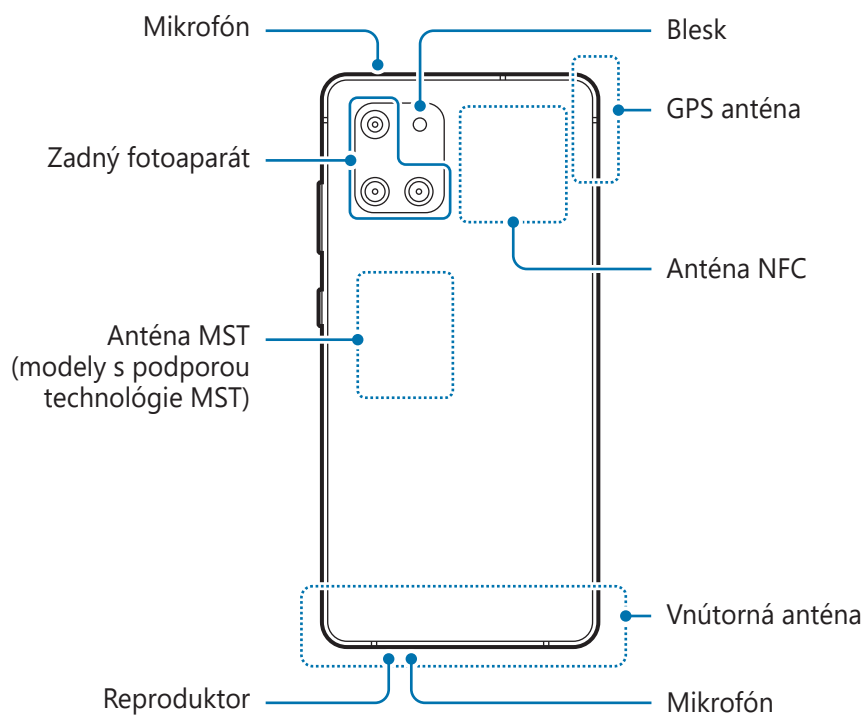 Mikrofón
Blesk
GPS anténa
Zadný fotoaparát
Anténa NFC
Anténa MST
(modely s podporou
technológie MST)
Vnútorná anténa
Reproduktor
Mikrofón